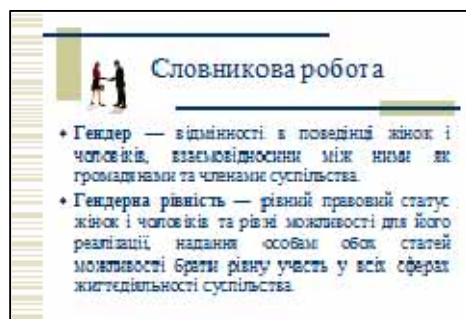 Словникова робота
Гендер — відмінності в поведінці жінок і
чоловіків, взаємовідносини між ними як
громадянами та членами суспільства.
Гендерна рівність — рівний правовий статус
жінок і чоловіків та рівні можливості для його
реалізації, надання особам обох статей
можливості брати рівну участь у всіх сферах
життєдіяльності суспільства.